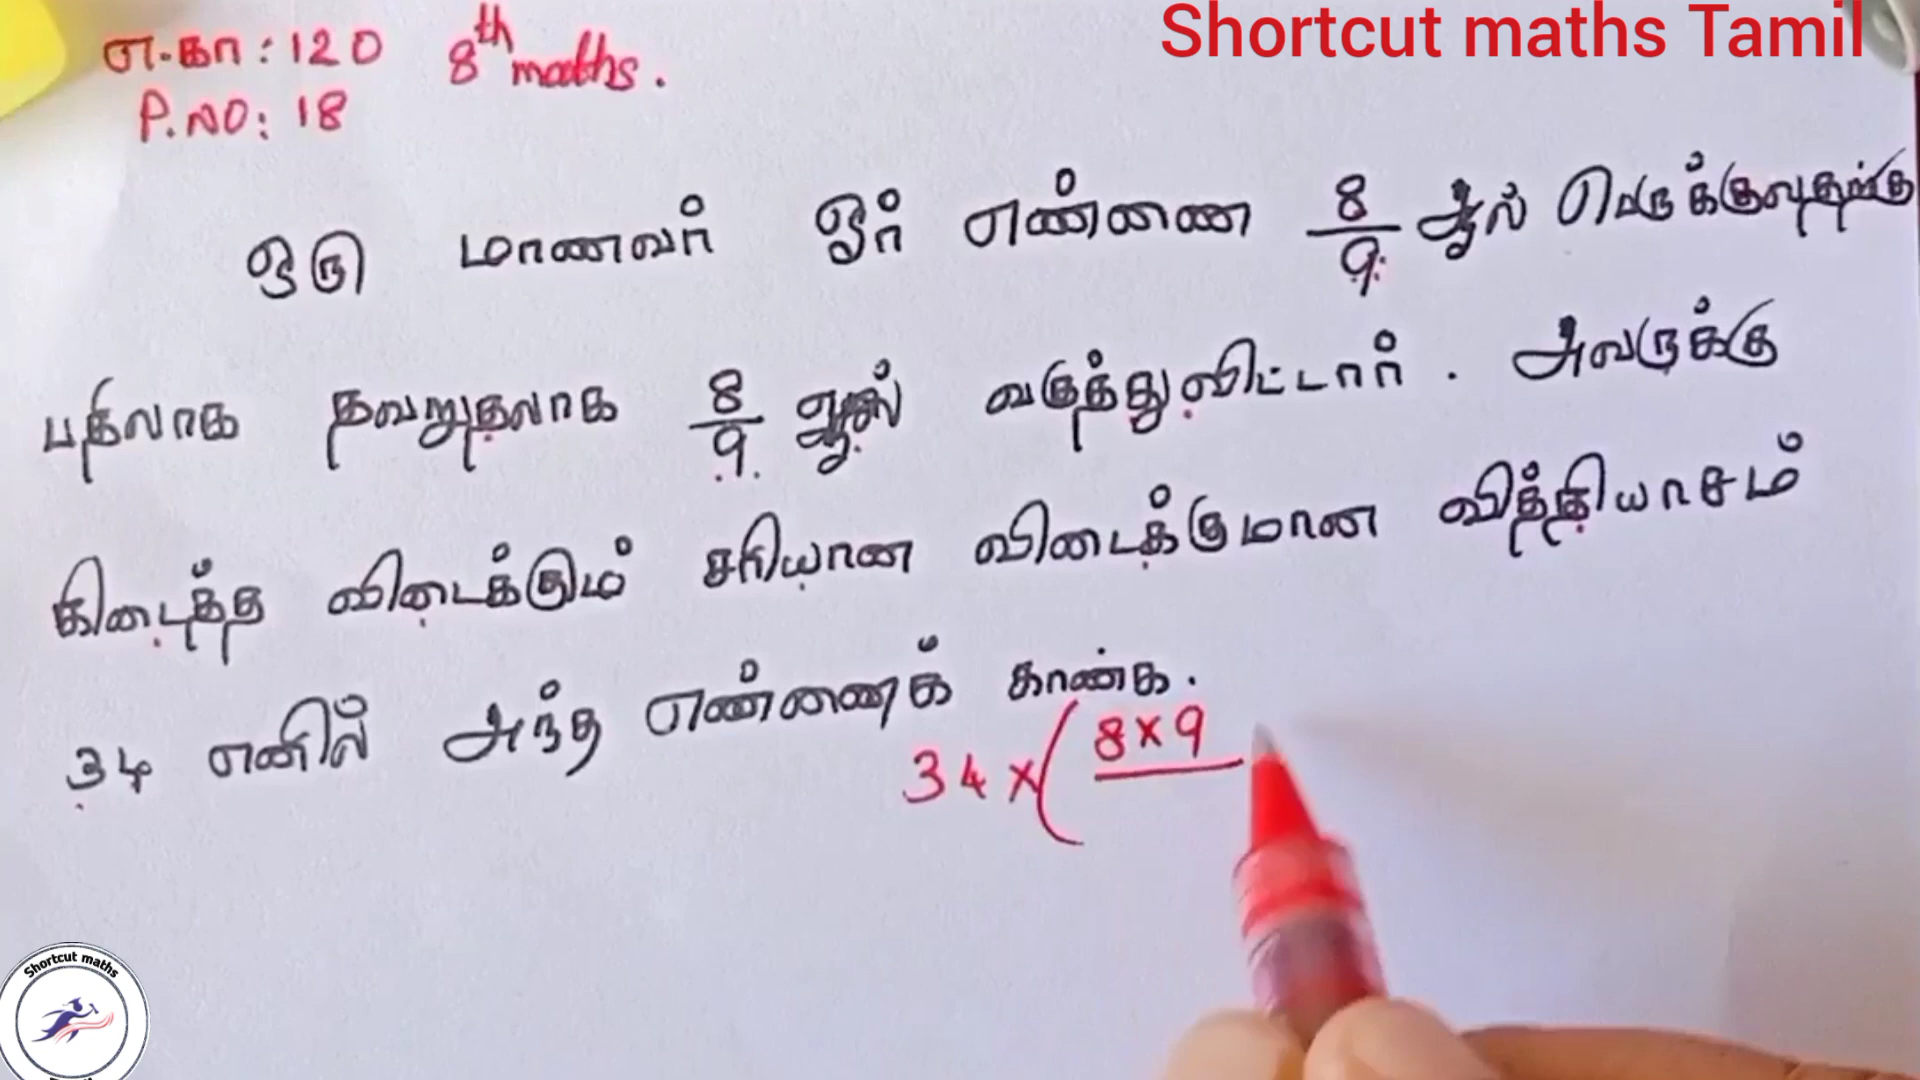 Shortcut maths Tamil
எ.கா : 120 8th maths.
P.NO: 18
ஒரு மாணவர் ஓர் எண்ணை 8/9 ஆல் பெருக்குவதற்கு
பதிலாக தவறுதலாக 8/9 ஆல் வகுத்துவிட்டார். அவருக்கு
கிடைத்த விடைக்கும் சரியான விடைக்குமான வித்தியாசம்
34 எனில் அந்த எண்ணைக் காண்க.
34 × ( 8×9
Shortcut maths